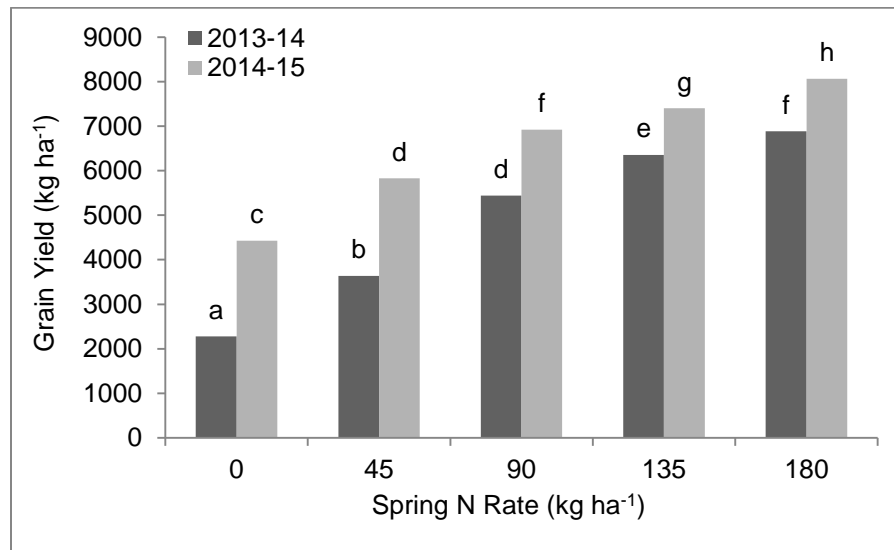 9000
8000
7000
6000
5000
4000
3000
2000
1000
0
Grain Yield (kg ha⁻¹)
2013-14
2014-15
a
c
b
d
d
f
e
g
f
h
0 45 90 135 180
Spring N Rate (kg ha⁻¹)